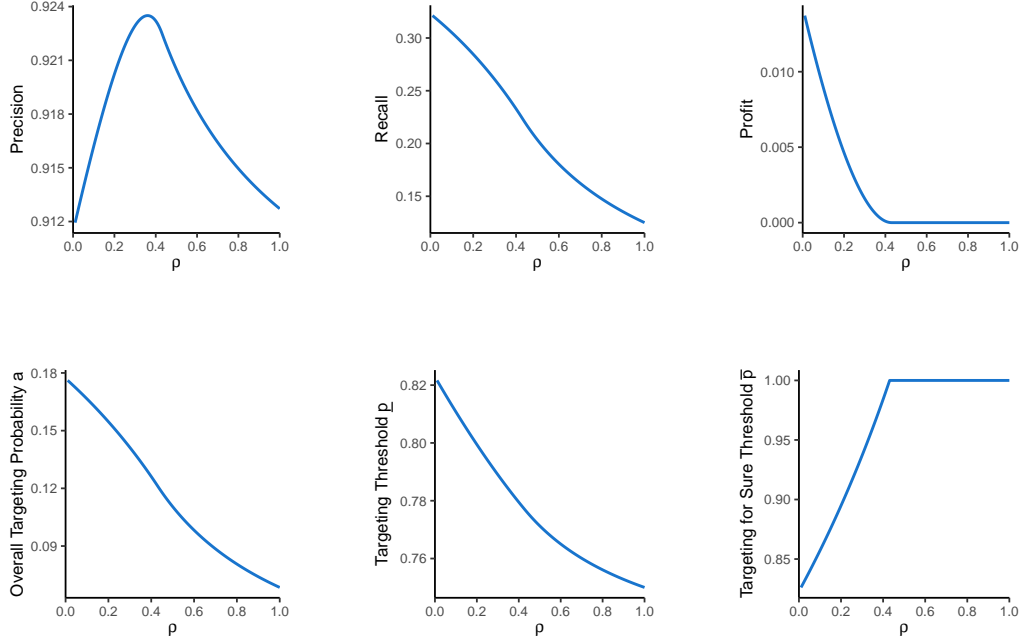 Precision
0.924
0.921
0.918
0.915
0.912
0.0 0.2 0.4 0.6 0.8 1.0
ρ
Recall
0.30
0.25
0.20
0.15
0.0 0.2 0.4 0.6 0.8 1.0
ρ
Profit
0.010
0.005
0.000
0.0 0.2 0.4 0.6 0.8 1.0
ρ
Overall Targeting Probability a
0.18
0.15
0.12
0.09
0.0 0.2 0.4 0.6 0.8 1.0
ρ
Targeting Threshold p̲
0.82
0.80
0.78
0.76
0.0 0.2 0.4 0.6 0.8 1.0
ρ
Targeting for Sure Threshold p̅
1.00
0.95
0.90
0.85
0.0 0.2 0.4 0.6 0.8 1.0
ρ